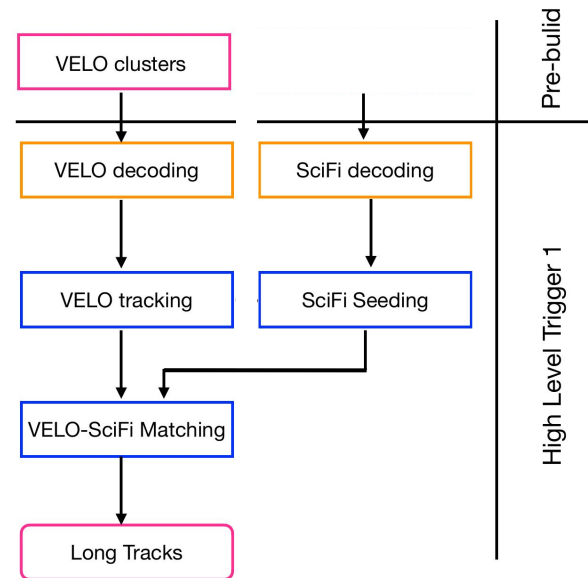 VELO clusters
Pre-bulid
VELO decoding
SciFi decoding
VELO tracking
SciFi Seeding
High Level Trigger 1
VELO-SciFi Matching
Long Tracks